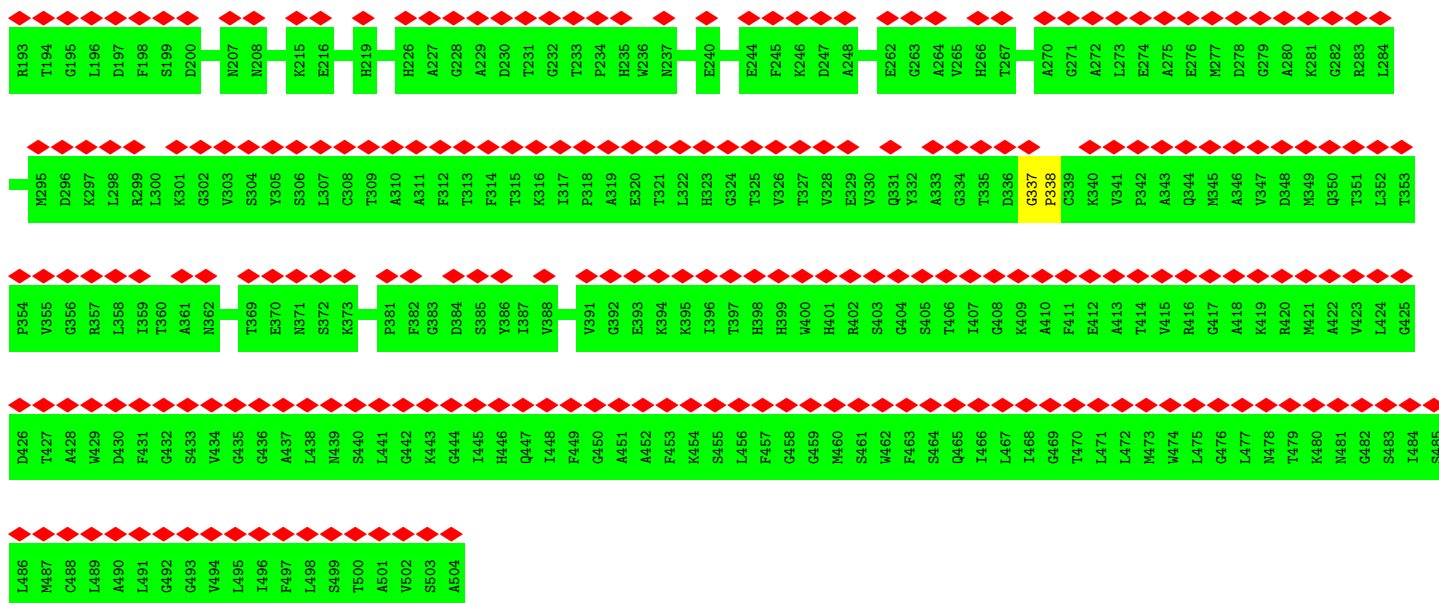 R193 T194 G195 L196 D197 F198 S199 D200 N207 N208 K215 E216 H219 H226 A227 G228 A229 D230 T231 G232 T233 P234 H235 W236 N237 E240 E244 F245 K246 D247 A248 E262 G263 A264 V265 H266 T267 A270 G271 A272 L273 E274 A275 E276 M277 D278 G279 A280 K281 G282 R283 L284
M295 D296 K297 L298 R299 L300 K301 G302 V303 S304 Y305 S306 L307 C308 T309 A310 A311 F312 T313 F314 T315 K316 I317 P318 A319 E320 T321 L322 H323 G324 T325 V326 T327 V328 E329 V330 Q331 Y332 A333 G334 T335 D336 G337 P338 C339 K340 V341 P342 A343 Q344 M345 A346 V347 D348 M349 Q350 T351 L352 T353
P354 V355 G356 R357 L358 I359 T360 A361 N362 T369 E370 N371 S372 K373 P381 F382 G383 D384 S385 Y386 I387 V388 V391 G392 E393 K394 K395 I396 T397 H398 H399 W400 H401 R402 S403 G404 S405 T406 I407 G408 K409 A410 F411 E412 A413 T414 V415 R416 G417 A418 K419 R420 M421 A422 V423 L424 G425
D426 T427 A428 W429 D430 F431 G432 S433 V434 G435 G436 A437 L438 N439 S440 L441 G442 K443 G444 I445 H446 Q447 I448 F449 G450 A451 A452 F453 K454 S455 L456 F457 G458 G459 M460 S461 W462 F463 S464 Q465 I466 L467 I468 G469 T470 L471 L472 M473 W474 L475 G476 L477 N478 T479 K480 N481 G482 S483 I484 S485
L486 M487 C488 L489 A490 L491 G492 G493 V494 L495 I496 F497 L498 S499 T500 A501 V502 S503 A504